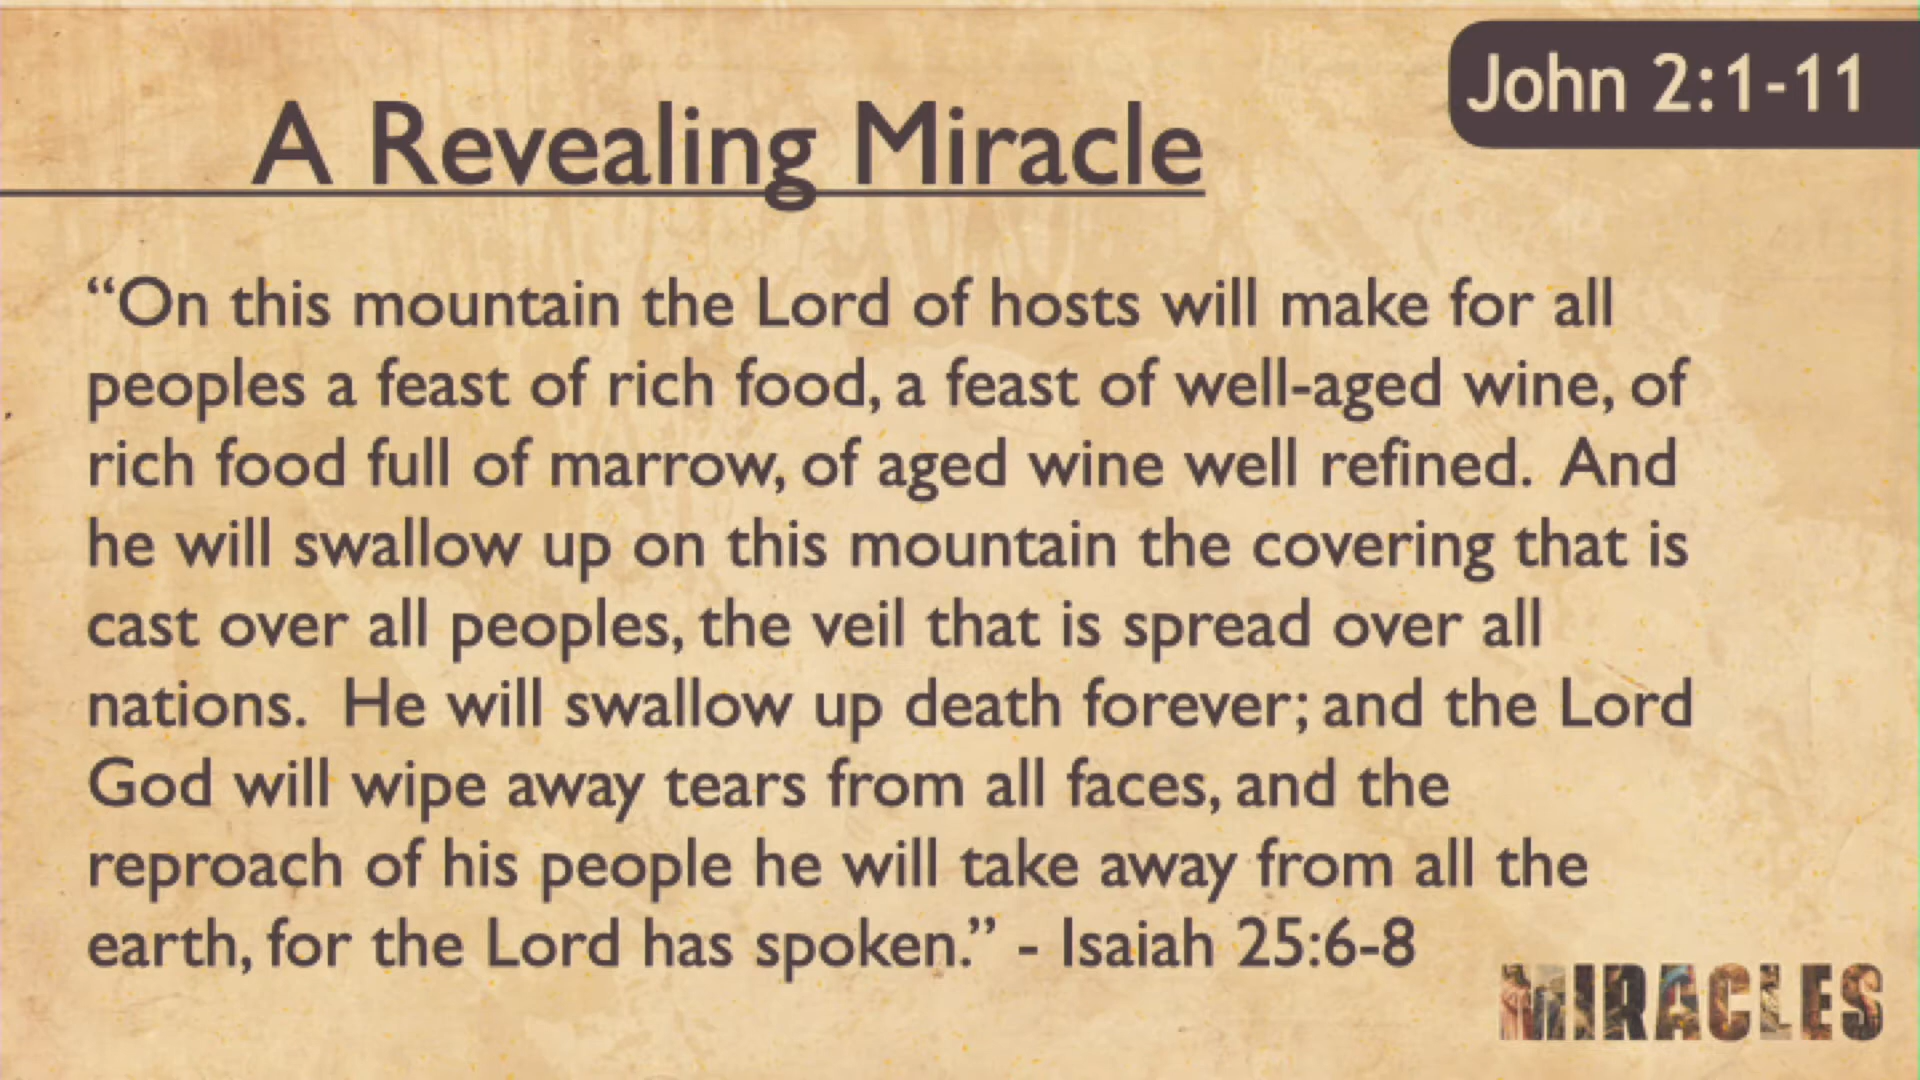 John 2:1-11
A Revealing Miracle
“On this mountain the Lord of hosts will make for all
peoples a feast of rich food, a feast of well-aged wine, of
rich food full of marrow, of aged wine well refined. And
he will swallow up on this mountain the covering that is
cast over all peoples, the veil that is spread over all
nations. He will swallow up death forever; and the Lord
God will wipe away tears from all faces, and the
reproach of his people he will take away from all the
earth, for the Lord has spoken.” - Isaiah 25:6-8
MIRACLES